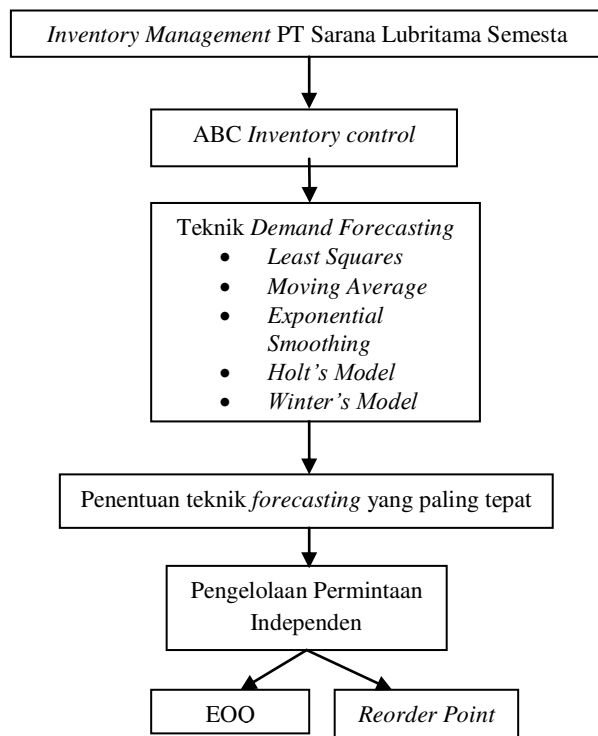 Inventory Management PT Sarana Lubritama Semesta
ABC Inventory control
Teknik Demand Forecasting
• Least Squares
• Moving Average
• Exponential
Smoothing
• Holt’s Model
• Winter’s Model
Penentuan teknik forecasting yang paling tepat
Pengelolaan Permintaan
Independen
EOO
Reorder Point